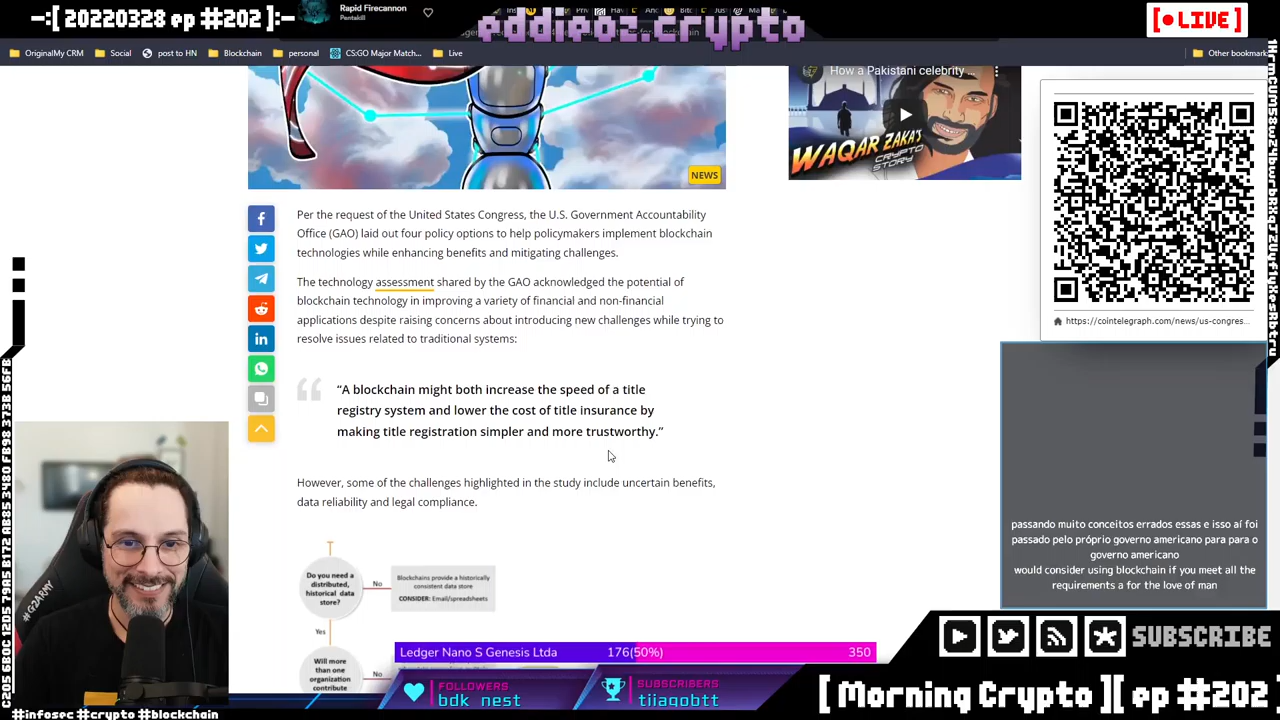 -:[ 20220328 ep #202 ]:-
Rapid Firecannon
Pentakill
eddieoz.crypto
[ • LIVE ]
OriginalMy CRM
Social
post to HN
Blockchain
personal
CS:GO Major Match...
Live
Other bookmark
How a Pakistani celebrity ...
WAQAR ZAKA'S
CRYPTO
STORY
NEWS
https://cointelegraph.com/news/us-congres...
Per the request of the United States Congress, the U.S. Government Accountability
Office (GAO) laid out four policy options to help policymakers implement blockchain
technologies while enhancing benefits and mitigating challenges.
The technology assessment shared by the GAO acknowledged the potential of
blockchain technology in improving a variety of financial and non-financial
applications despite raising concerns about introducing new challenges while trying to
resolve issues related to traditional systems:
“A blockchain might both increase the speed of a title
registry system and lower the cost of title insurance by
making title registration simpler and more trustworthy.”
However, some of the challenges highlighted in the study include uncertain benefits,
data reliability and legal compliance.
Do you need a
distributed,
historical data
store?
No
Blockchains provide a historically
consistent data store
CONSIDER: Email/spreadsheets
Yes
Will more
than one
organization
contribute
No
passando muito conceitos errados essas e isso aí foi
passado pelo próprio governo americano para para o
governo americano
would consider using blockchain if you meet all the
requirements a for the love of man
Ledger Nano S Genesis Ltda
176(50%)
350
FOLLOWERS
bdk_nest
SUBSCRIBERS
tiiagobtt
SUBSCRIBE
[ Morning Crypto ][ ep #202
#infosec #crypto #blockchain